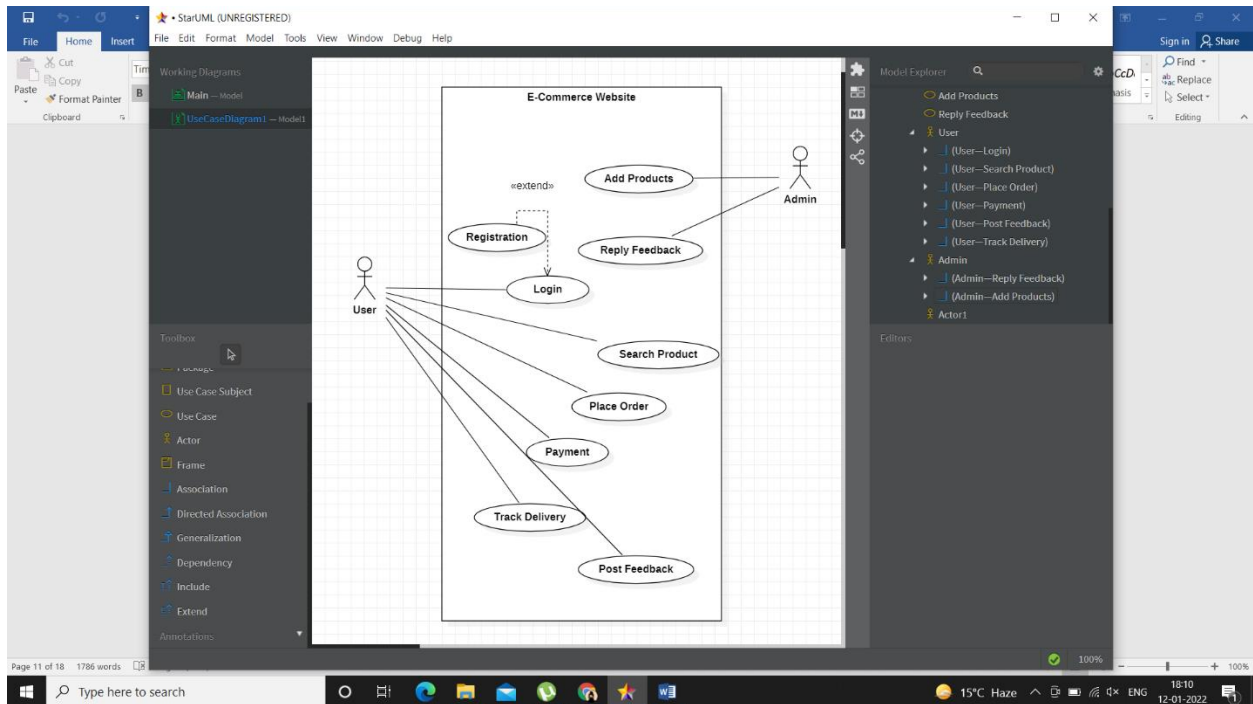 StarUML (UNREGISTERED)
File Edit Format Model Tools View Window Debug Help
File Home Insert
Sign in Share
Cut
Copy
Format Painter
Paste
Clipboard
Tim
B
Find
Replace
Select
Editing
Working Diagrams
Main — Model
UseCaseDiagram1 — Model1
Toolbox
Package
Use Case Subject
Use Case
Actor
Frame
Association
Directed Association
Generalization
Dependency
Include
Extend
Annotations
E-Commerce Website
Add Products
Admin
«extend»
Registration
Reply Feedback
Login
User
Search Product
Place Order
Payment
Track Delivery
Post Feedback
Model Explorer
Add Products
Reply Feedback
User
(User—Login)
(User—Search Product)
(User—Place Order)
(User—Payment)
(User—Post Feedback)
(User—Track Delivery)
Admin
(Admin—Reply Feedback)
(Admin—Add Products)
Actor1
Editors
100%
Page 11 of 18 1786 words
100%
Type here to search
15°C Haze ENG
18:10
12-01-2022